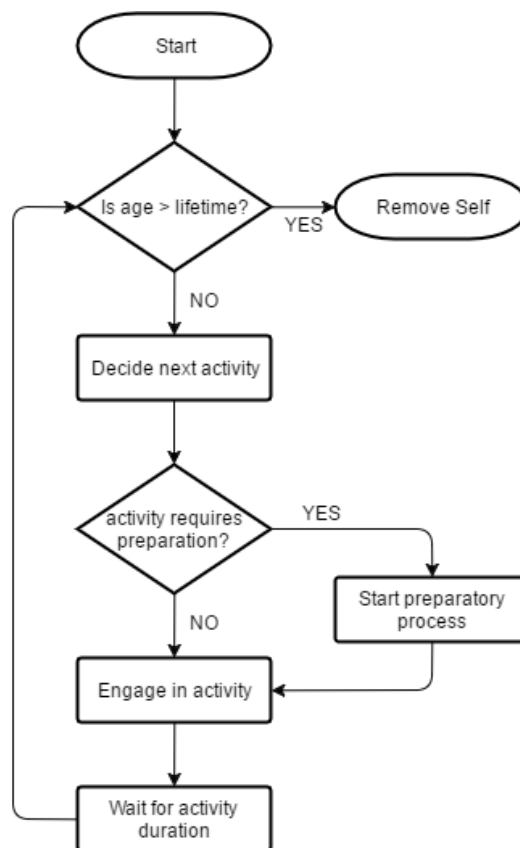 Start
Is age > lifetime?
YES
Remove Self
NO
Decide next activity
activity requires
preparation?
YES
Start preparatory
process
NO
Engage in activity
Wait for activity
duration